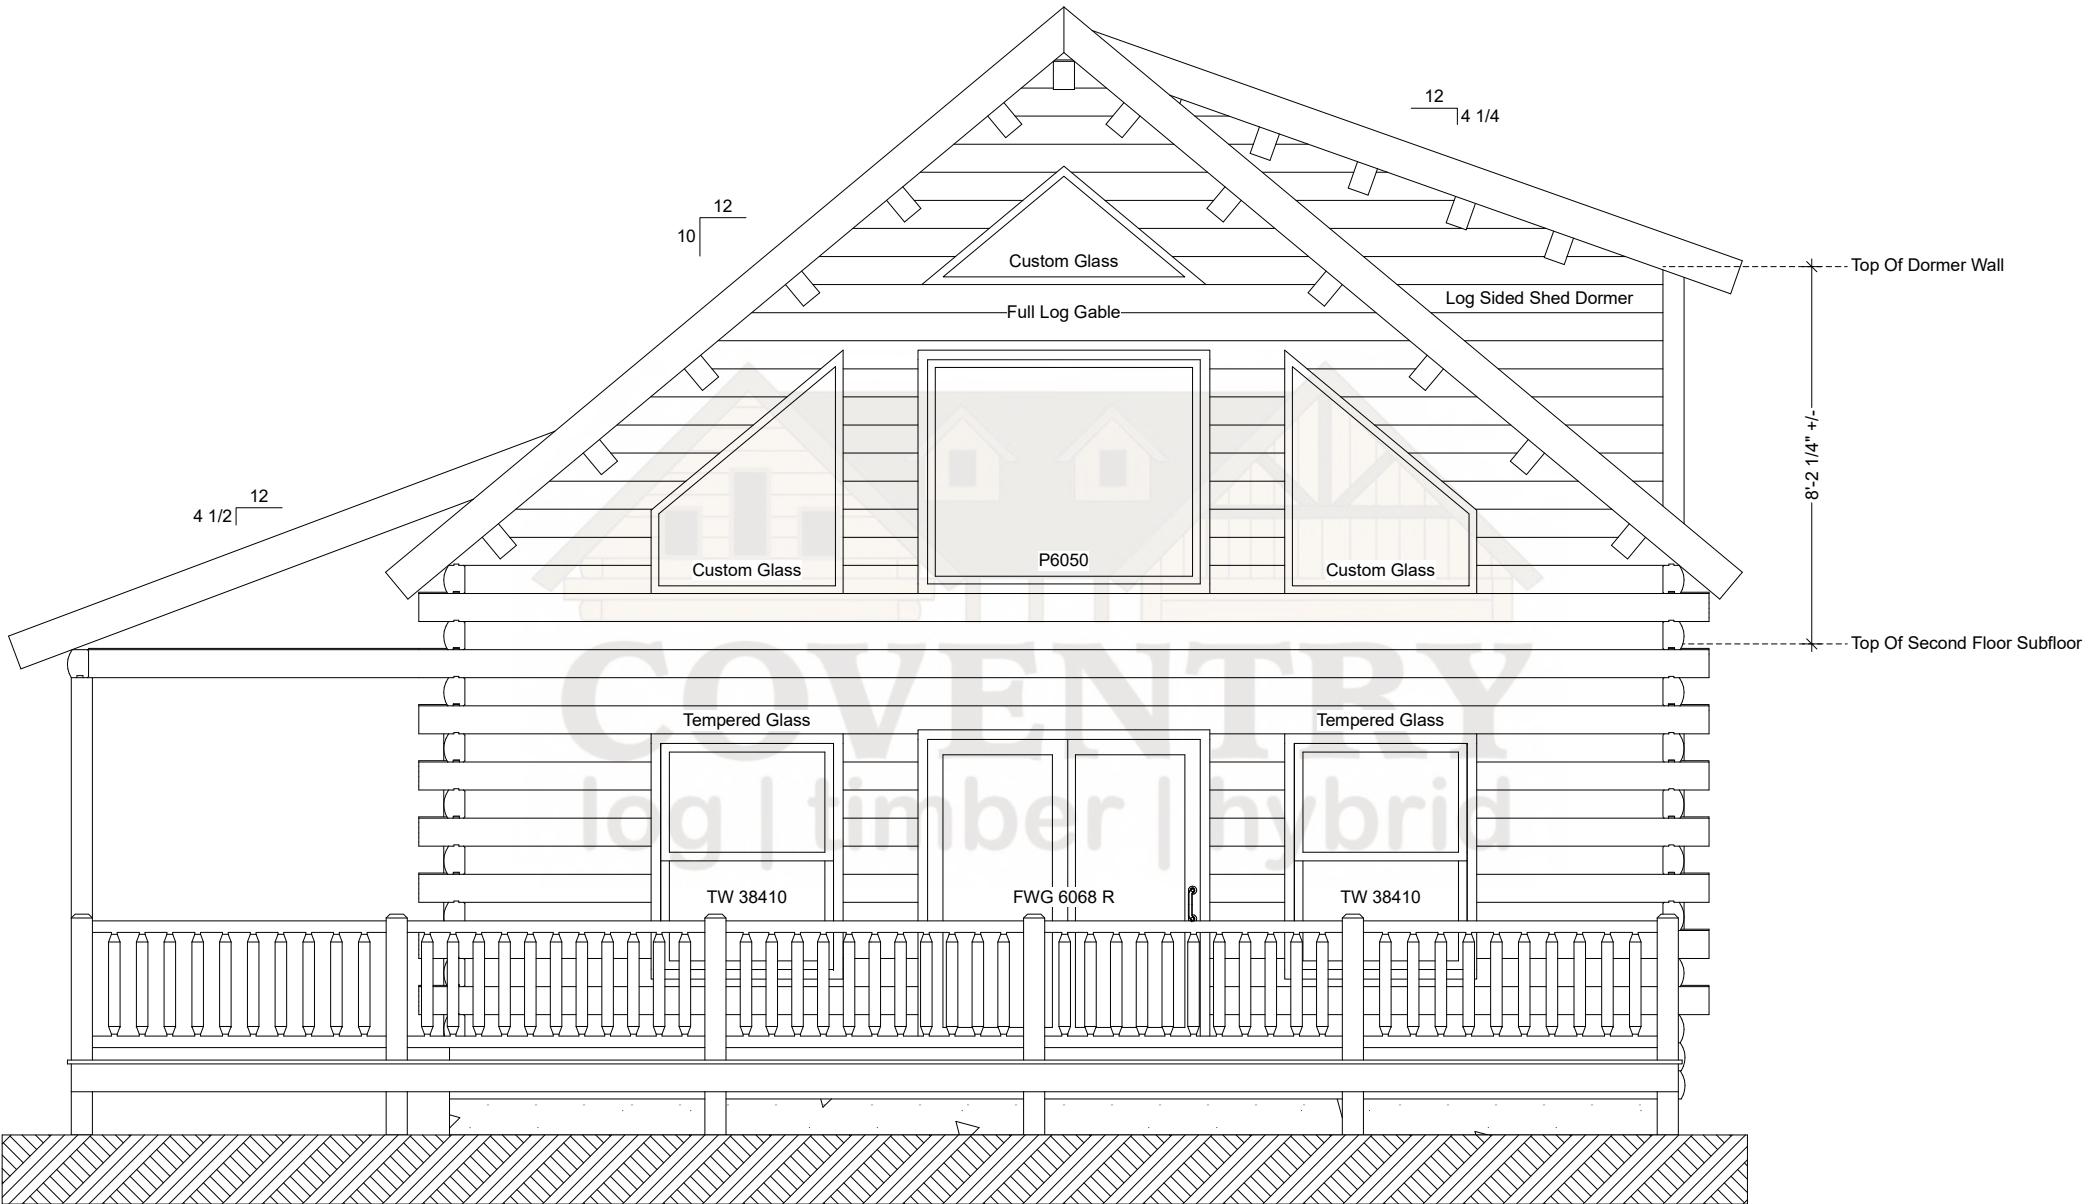 12
4 1/4
12
10
Custom Glass
Top Of Dormer Wall
Log Sided Shed Dormer
Full Log Gable
8'-2 1/4" +/-
12
4 1/2
P6050
Custom Glass
Custom Glass
Top Of Second Floor Subfloor
COVENTRY
Tempered Glass
Tempered Glass
log | timber | hybrid
TW 38410
FWG 6068 R
TW 38410